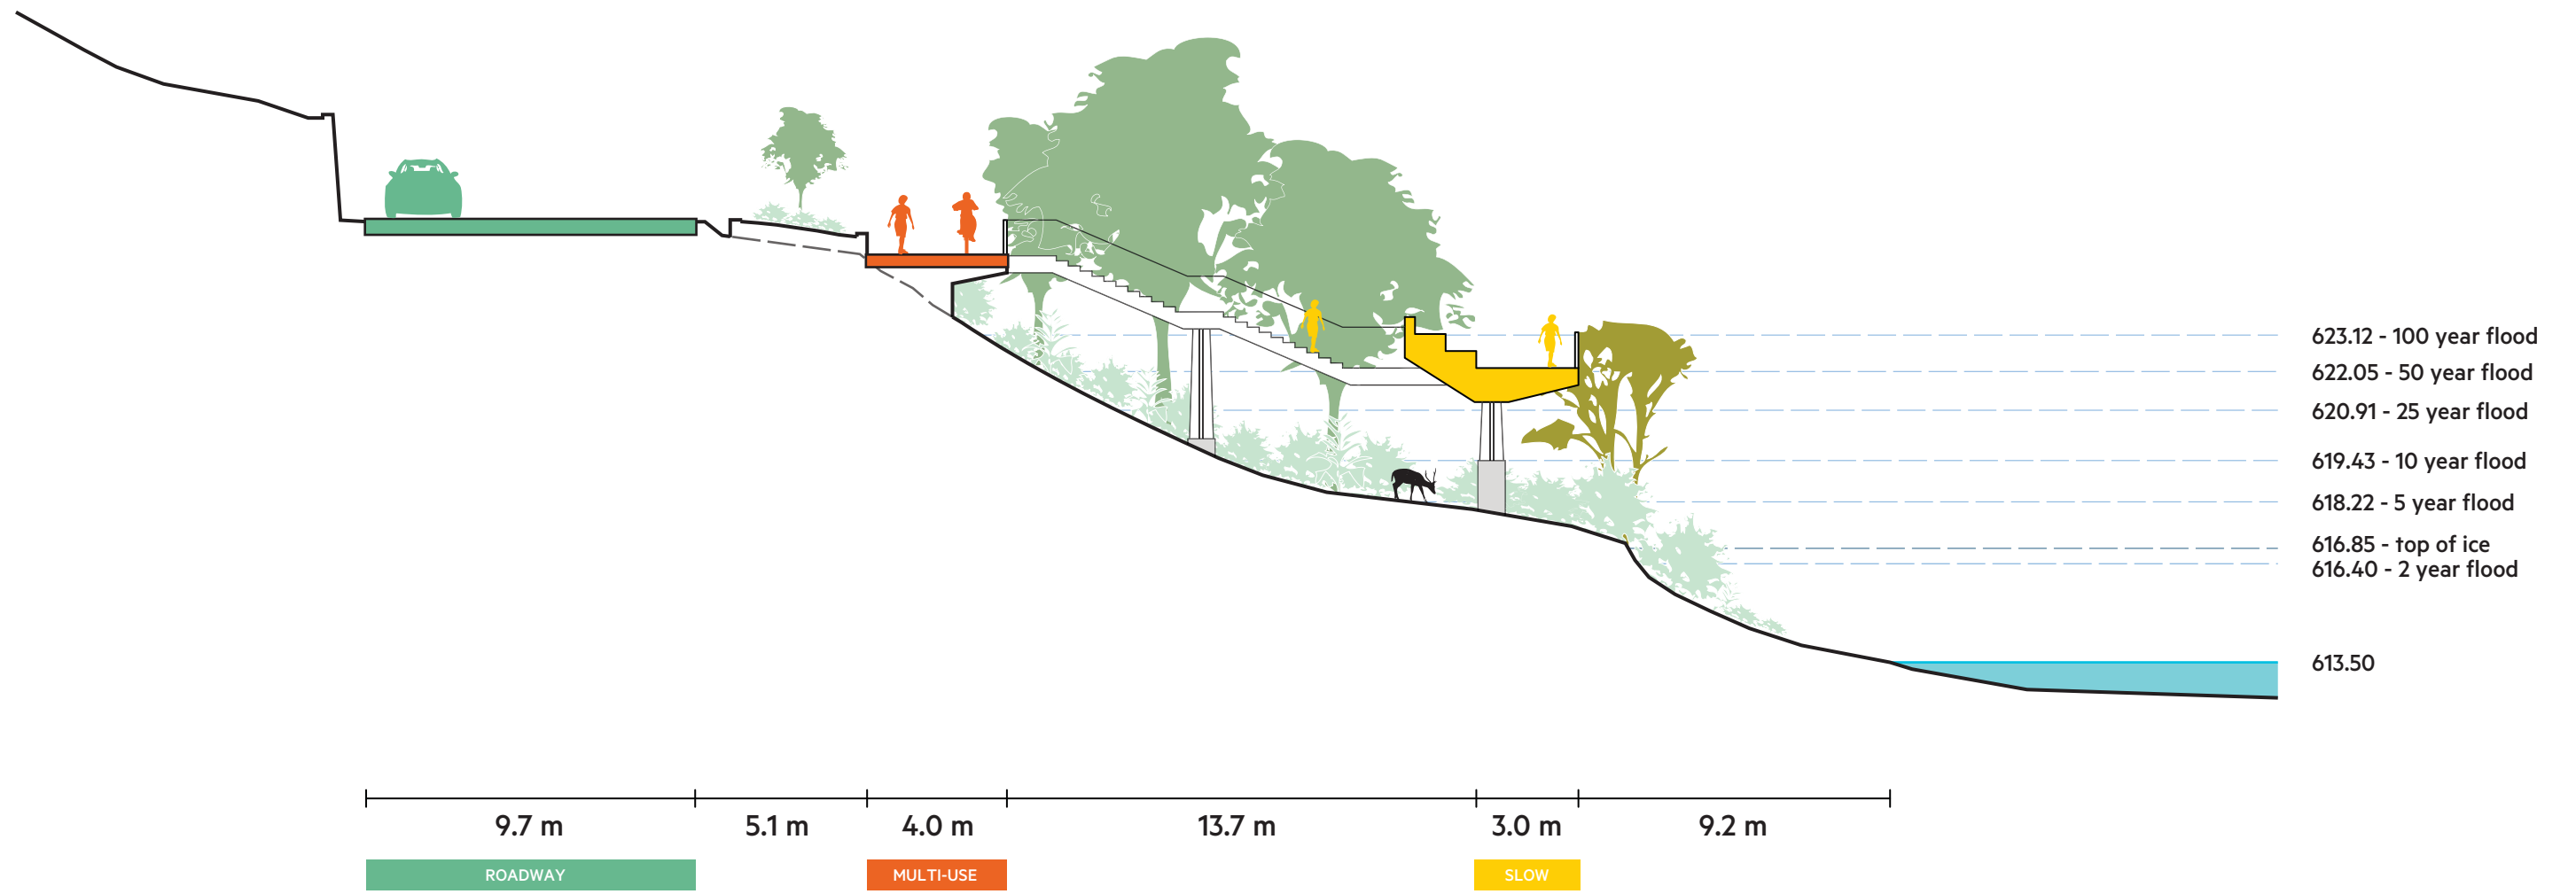 623.12 - 100 year flood
622.05 - 50 year flood
620.91 - 25 year flood
619.43 - 10 year flood
618.22 - 5 year flood
616.85 - top of ice
616.40 - 2 year flood
613.50
9.7 m 5.1 m 4.0 m 13.7 m 3.0 m 9.2 m
ROADWAY MULTI-USE SLOW